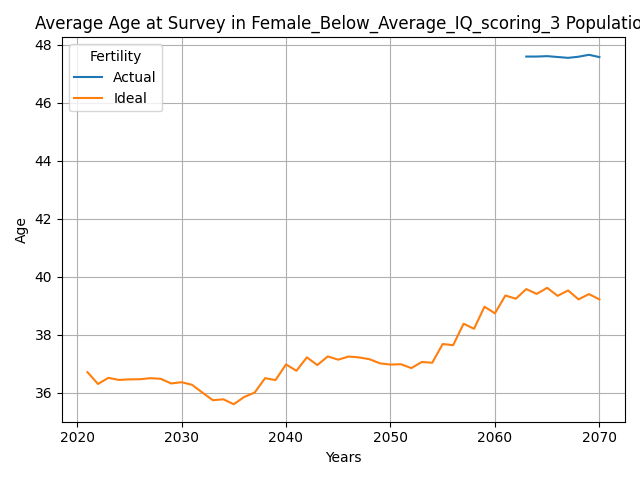 Average Age at Survey in Female_Below_Average_IQ_scoring_3 Populatio
48
46
44
42
40
38
36
Age
Fertility
Actual
Ideal
2020 2030 2040 2050 2060 2070
Years